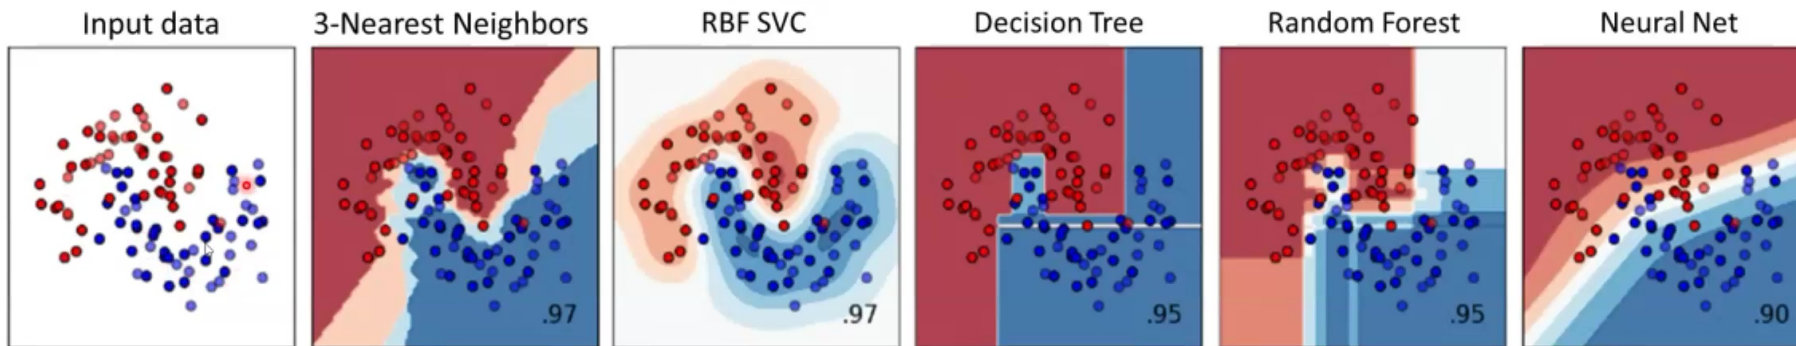 Input data
3-Nearest Neighbors
RBF SVC
Decision Tree
Random Forest
Neural Net
.97
.97
.95
.95
.90